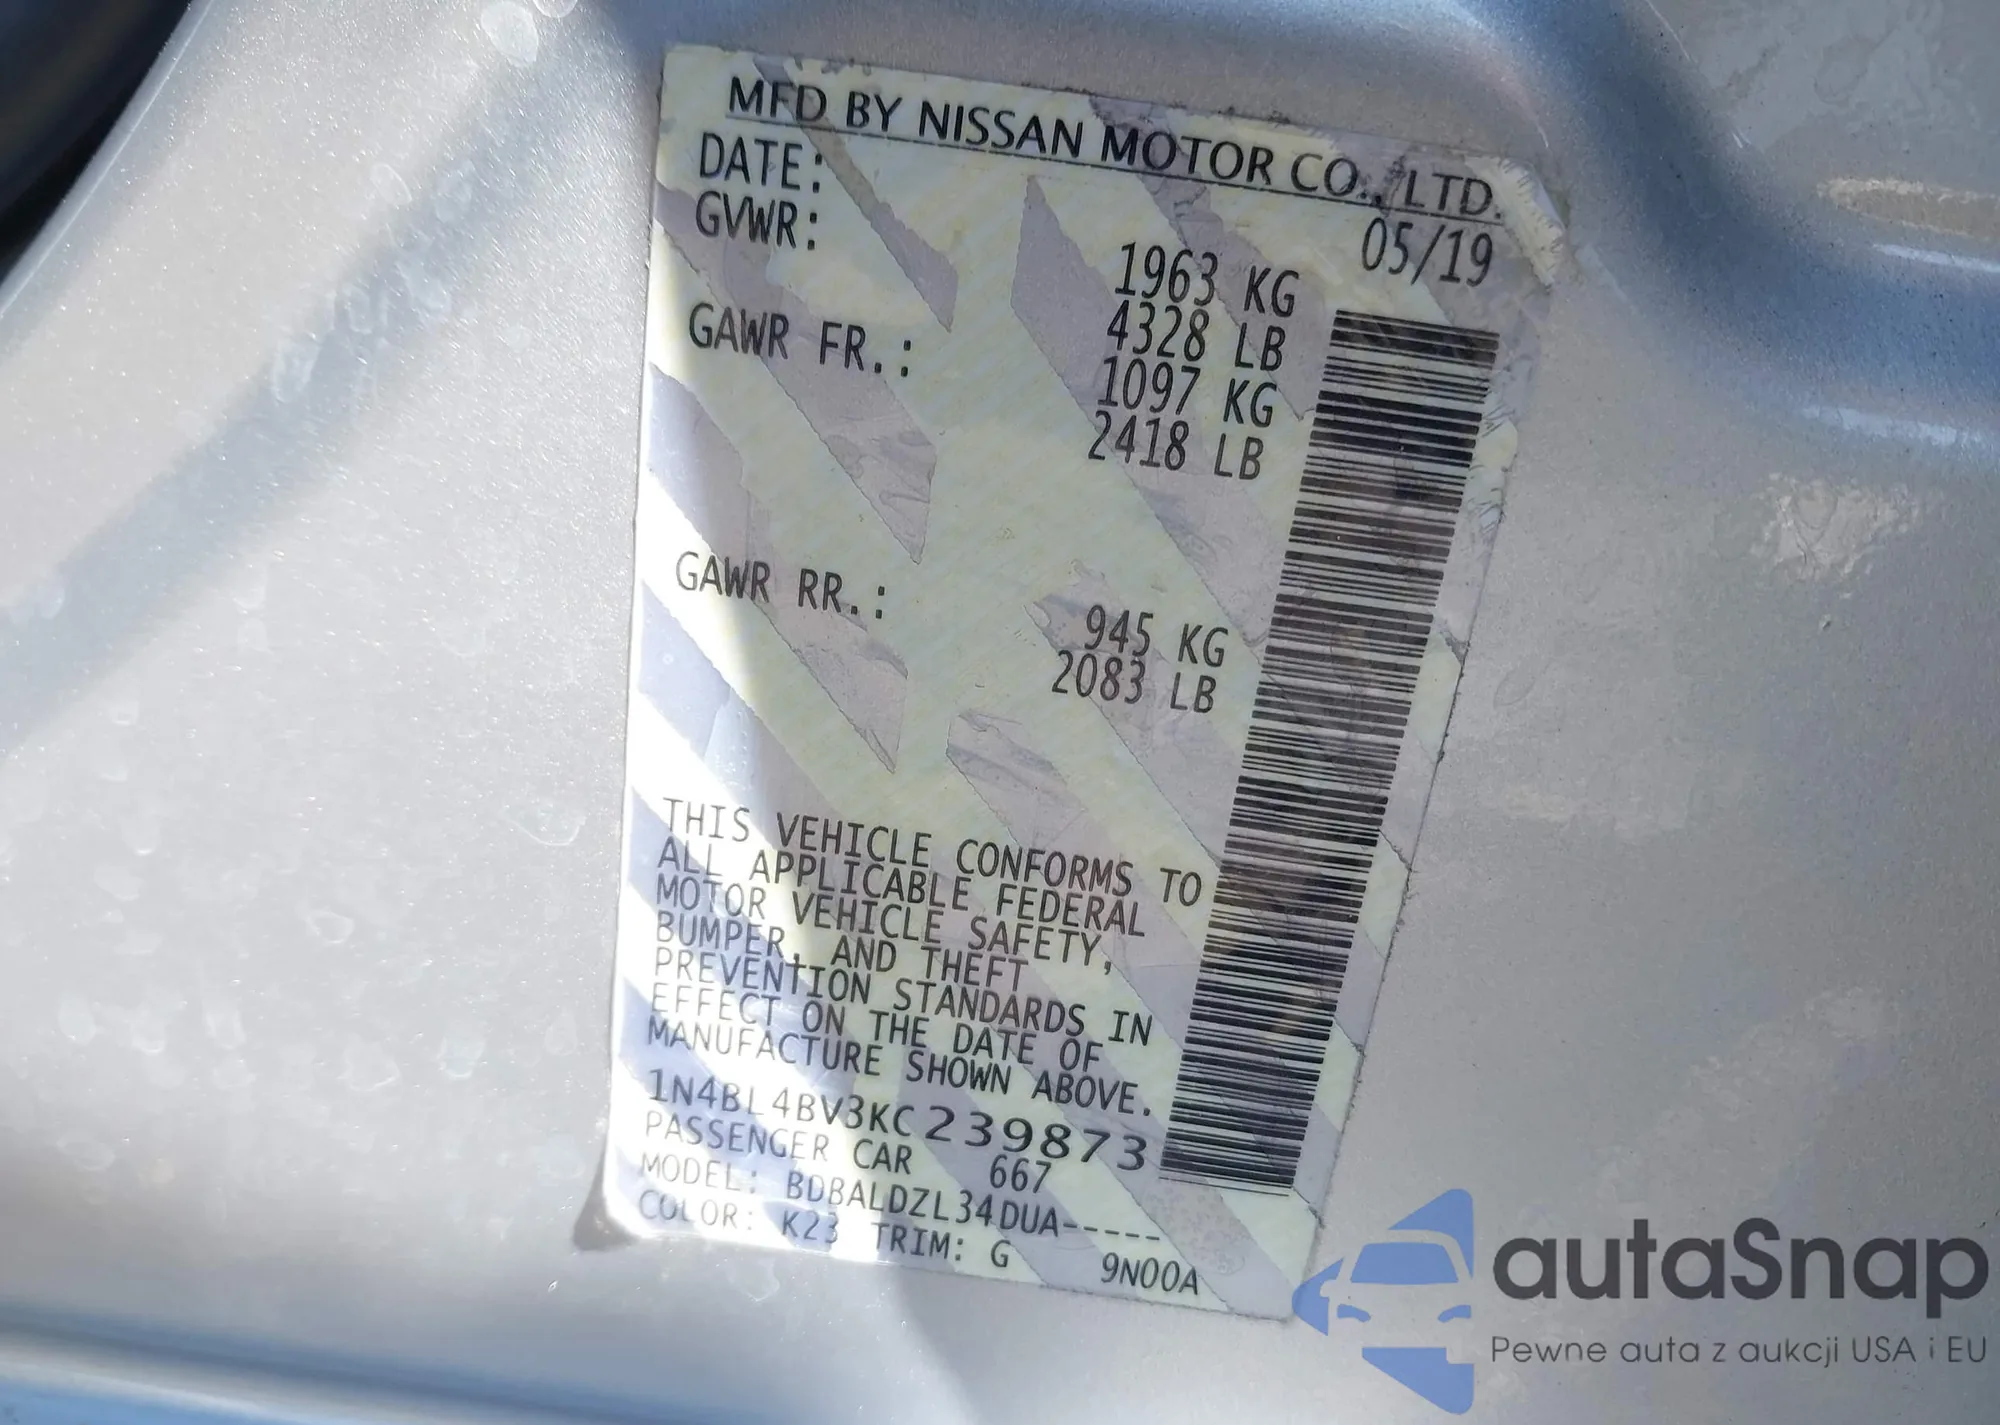 MFD BY NISSAN MOTOR CO., LTD.
DATE: 05/19
GVWR: 1963 KG
4328 LB
GAWR FR.: 1097 KG
2418 LB
GAWR RR.: 945 KG
2083 LB
THIS VEHICLE CONFORMS TO
ALL APPLICABLE FEDERAL
MOTOR VEHICLE SAFETY,
BUMPER, AND THEFT
PREVENTION STANDARDS IN
EFFECT ON THE DATE OF
MANUFACTURE SHOWN ABOVE.
1N4BL4BV3KC239873
PASSENGER CAR 667
MODEL: BDBALDZL34DUA-----
COLOR: K23 TRIM: G 9N00A
autaSnap
Pewne auta z aukcji USA i EU